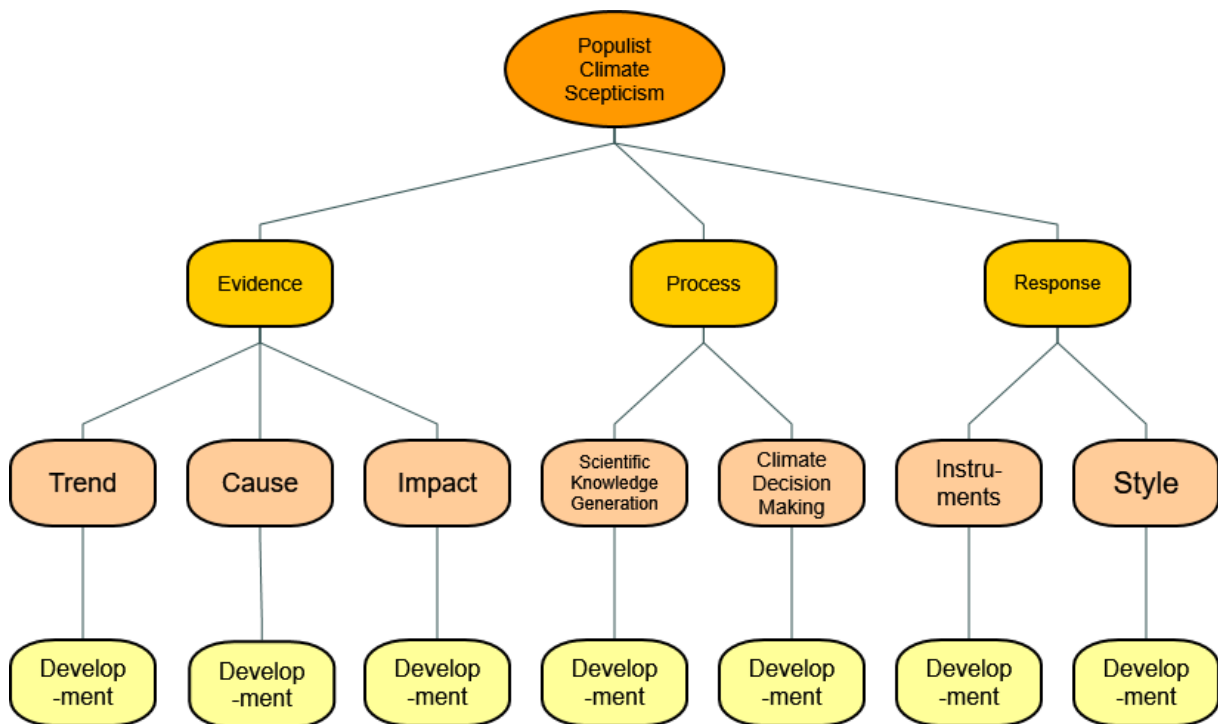 Populist
Climate
Scepticism
Evidence
Process
Response
Trend
Cause
Impact
Scientific
Knowledge
Generation
Climate
Decision
Making
Instru-
ments
Style
Develop
-ment
Develop
-ment
Develop
-ment
Develop
-ment
Develop
-ment
Develop
-ment
Develop
-ment